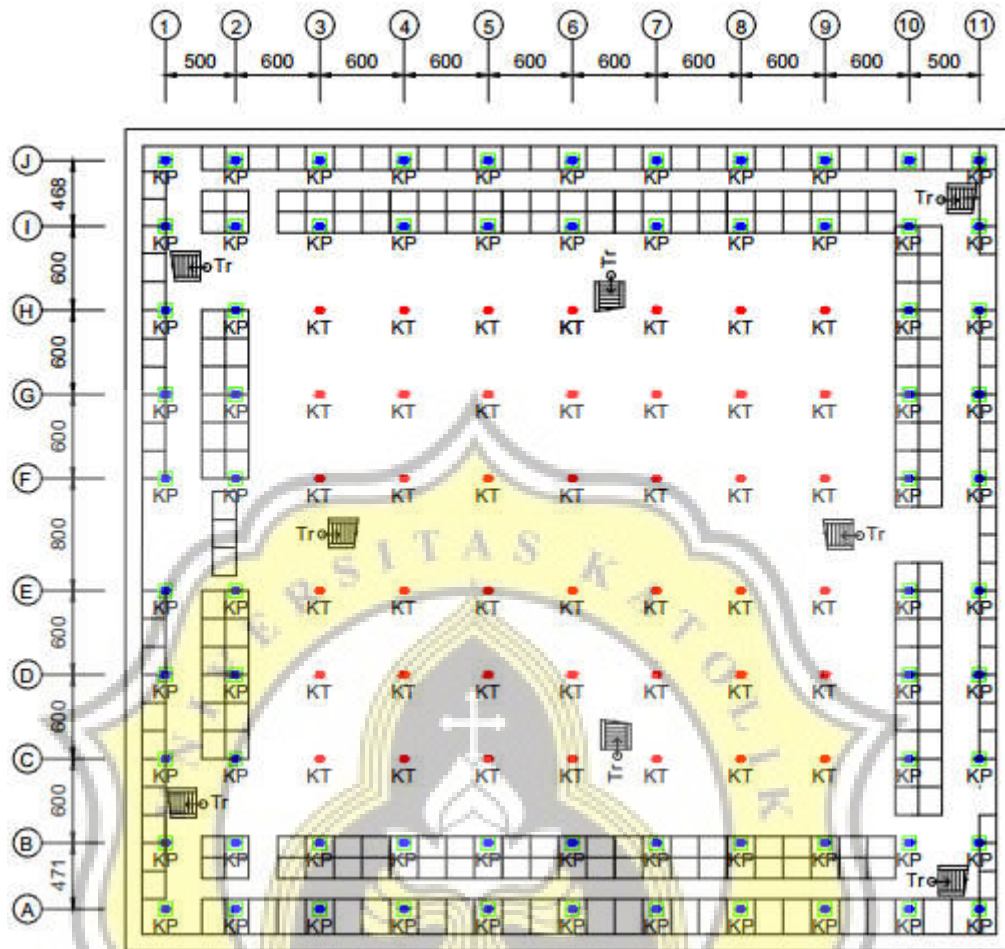 1 2 3 4 5 6 7 8 9 10 11
500 600 600 600 600 600 600 600 600 500
J
KP KP KP KP KP KP KP KP KP KP KP
468
Tr
I
KP KP KP KP KP KP KP KP KP KP KP
600
Tr
Tr
H
KP KP KT KT KT KT KT KT KT KP KP
600
G
KP KP KT KT KT KT KT KT KT KP KP
600
F
KP KP KT KT KT KT KT KT KT KP KP
800
Tr Tr
UNIVERSITAS KATOLIK
E
KP KP KT KT KT KT KT KT KT KP KP
600
D
KP KP KT KT KT KT KT KT KT KP KP
600
Tr
C
KP KP KT KT KT KT KT KT KT KP KP
600
Tr
B
KP KP KP KP KP KP KP KP KP KP KP
471
Tr
A
KP KP KP KP KP KP KP KP KP KP KP